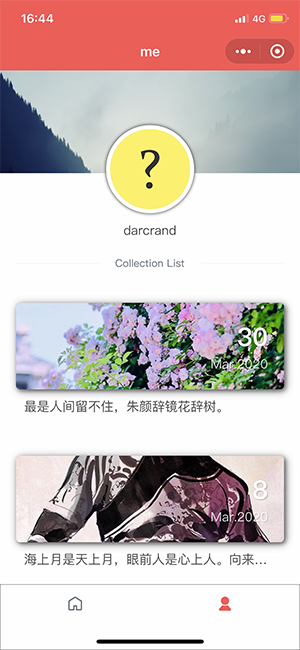 16:44
4G
me
?
darcrand
Collection List
30
Mar.2020
最是人间留不住，朱颜辞镜花辞树。
8
Mar.2020
海上月是天上月，眼前人是心上人。向来…